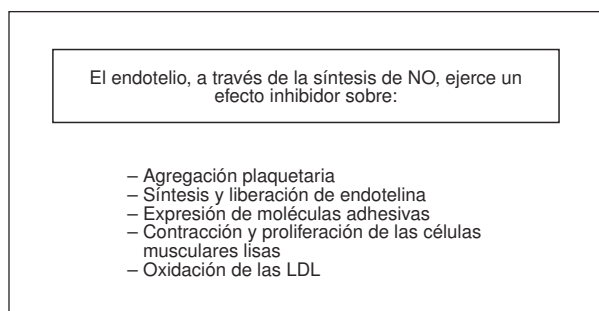 El endotelio, a través de la síntesis de NO, ejerce un
efecto inhibidor sobre:
– Agregación plaquetaria
– Síntesis y liberación de endotelina
– Expresión de moléculas adhesivas
– Contracción y proliferación de las células
musculares lisas
– Oxidación de las LDL